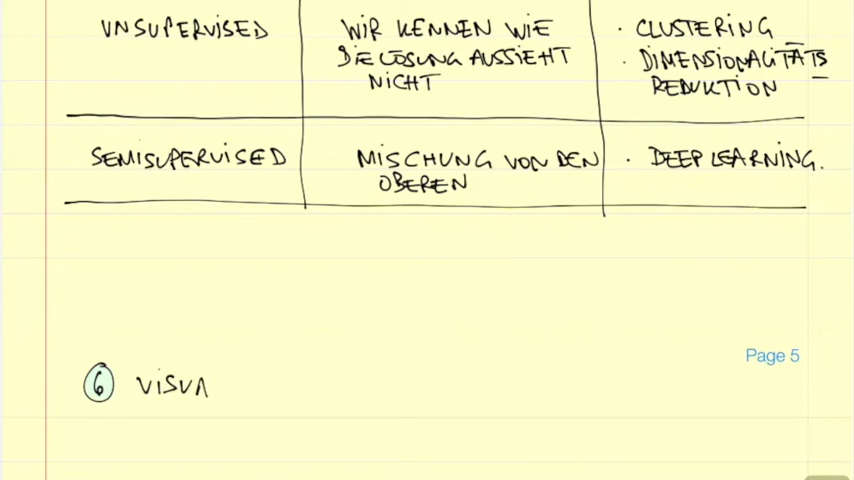 UNSUPERVISED
WIR KENNEN WIE
DIE LÖSUNG AUSSIEHT
NICHT
· CLUSTERING
· DIMENSIONALITÄTS
REDUKTION
SEMISUPERVISED
MISCHUNG VON DEN
OBEREN
· DEEP LEARNING.
Page 5
6 VISUA